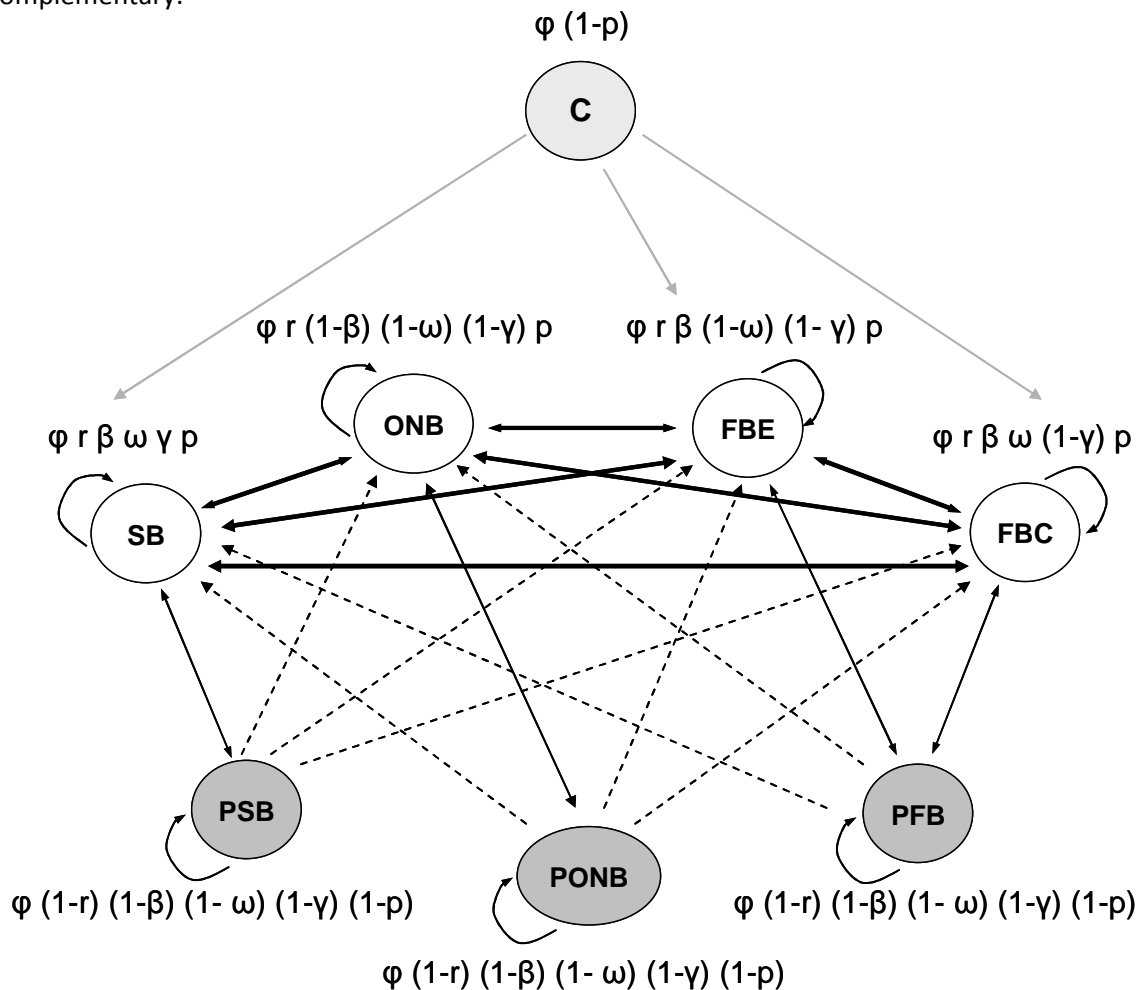 omplementary.
φ (1-p)
C
φ r (1-β) (1-ω) (1-γ) p
φ r β (1-ω) (1- γ) p
φ r β ω γ p
φ r β ω (1-γ) p
ONB
FBE
SB
FBC
PSB
PFB
PONB
φ (1-r) (1-β) (1- ω) (1-γ) (1-p)
φ (1-r) (1-β) (1- ω) (1-γ) (1-p)
φ (1-r) (1-β) (1- ω) (1-γ) (1-p)